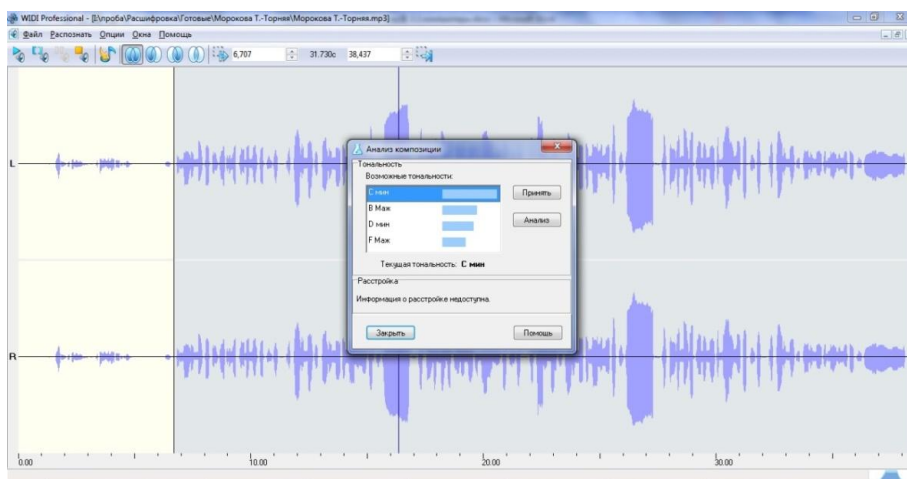 WIDI Professional - [E:\проба\Расшифровка\Готовые\Морокова Т.-Торняя\Морокова Т.-Торняя.mp3]
Файл Распознать Опции Окна Помощь
6,707 31.730с 38,437
Анализ композиции
Тональность
Возможные тональности:
C мин
B Маж
D мин
F Маж
Принять
Анализ
Текущая тональность: C мин
Расстройка
Информация о расстройке недоступна.
Закрыть Помощь
L
R
0.00 10.00 20.00 30.00